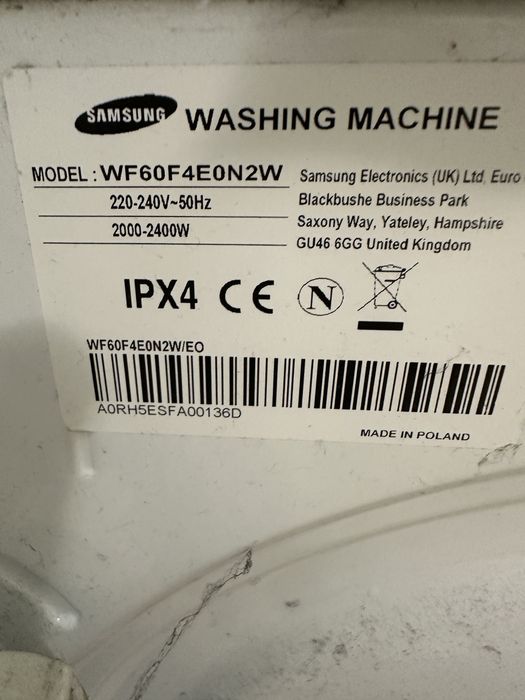 SAMSUNG WASHING MACHINE
MODEL : WF60F4E0N2W
220-240V~50Hz
2000-2400W
Samsung Electronics (UK) Ltd, Euro
Blackbushe Business Park
Saxony Way, Yateley, Hampshire
GU46 6GG United Kingdom
IPX4 CE N
WF60F4E0N2W/EO
A0RH5ESFA00136D
MADE IN POLAND